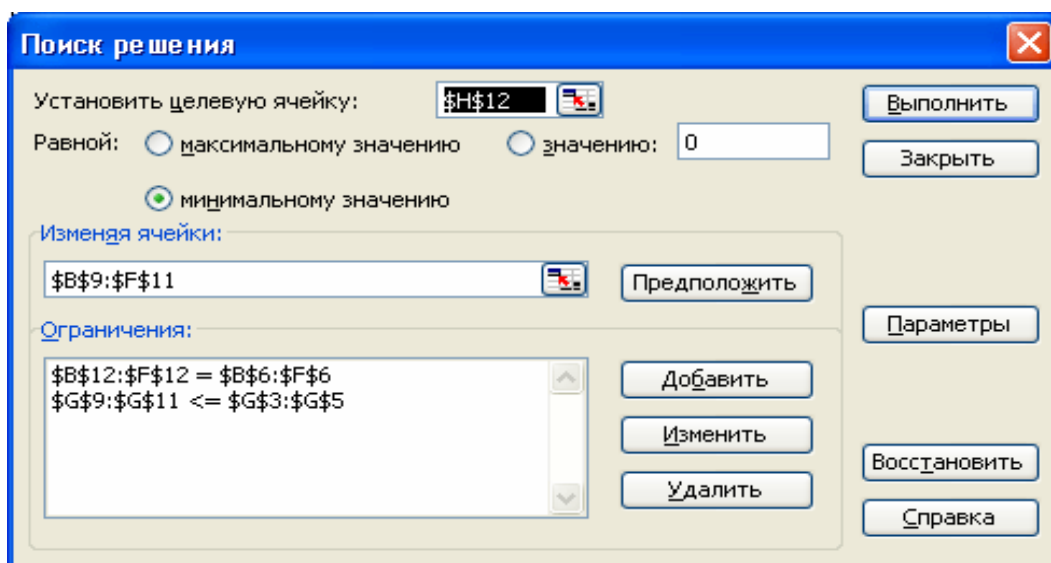 Поиск решения
Установить целевую ячейку: $H$12
Выполнить
Равной: максимальному значению значению: 0
Закрыть
минимальному значению
Изменяя ячейки:
$B$9:$F$11
Предположить
Ограничения:
Параметры
$B$12:$F$12 = $B$6:$F$6
$G$9:$G$11 <= $G$3:$G$5
Добавить
Изменить
Удалить
Восстановить
Справка